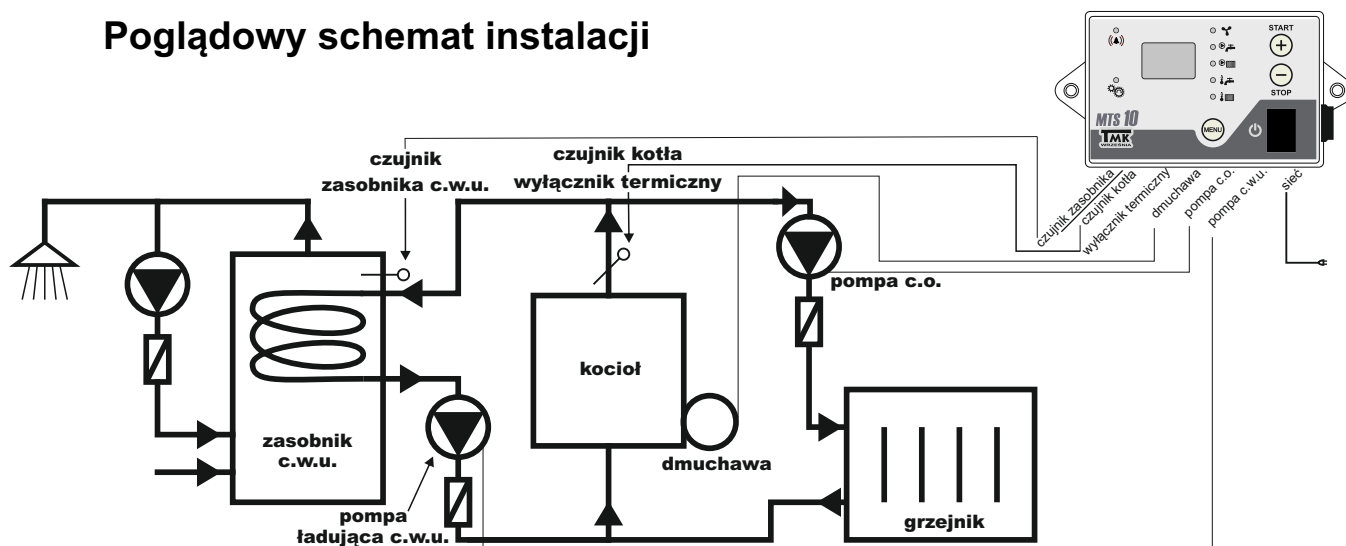 Poglądowy schemat instalacji
START
STOP
MTS 10
TMK
WRZEŚNIA
MENU
czujnik zasobnika
czujnik kotła
wyłącznik termiczny
dmuchawa
pompa c.o.
pompa c.w.u.
sieć
czujnik
zasobnika c.w.u.
czujnik kotła
wyłącznik termiczny
pompa c.o.
kocioł
zasobnik
c.w.u.
dmuchawa
pompa
ładująca c.w.u.
grzejnik